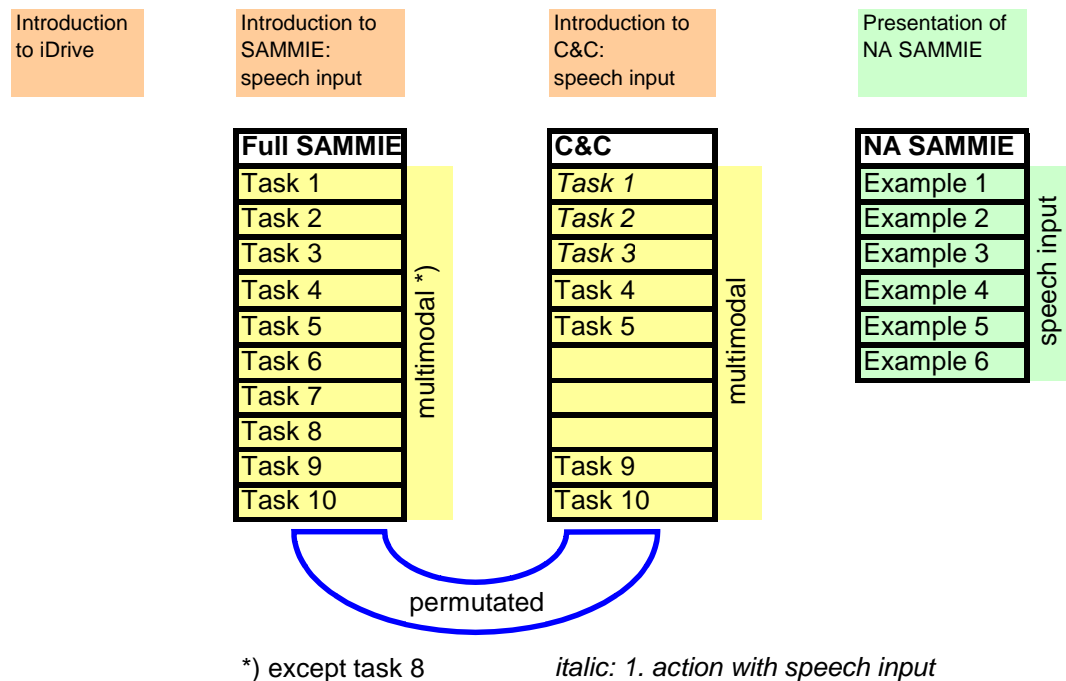 Introduction
to iDrive
Introduction to
SAMMIE:
speech input
Introduction to
C&C:
speech input
Presentation of
NA SAMMIE
Full SAMMIE
Task 1
Task 2
Task 3
Task 4
Task 5
Task 6
Task 7
Task 8
Task 9
Task 10
multimodal *)
C&C
Task 1
Task 2
Task 3
Task 4
Task 5
Task 9
Task 10
multimodal
NA SAMMIE
Example 1
Example 2
Example 3
Example 4
Example 5
Example 6
speech input
permutated
*) except task 8
italic: 1. action with speech input